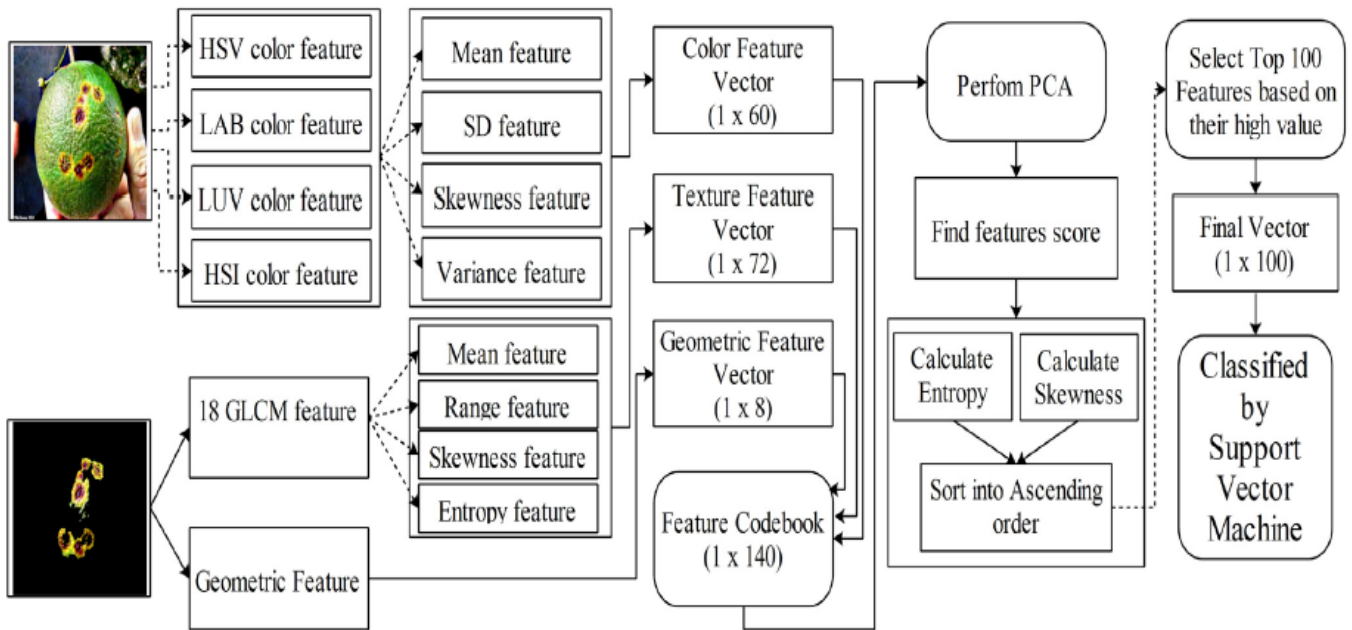 HSV color feature
LAB color feature
LUV color feature
HSI color feature
Mean feature
SD feature
Skewness feature
Variance feature
18 GLCM feature
Geometric Feature
Mean feature
Range feature
Skewness feature
Entropy feature
Color Feature
Vector
(1 x 60)
Texture Feature
Vector
(1 x 72)
Geometric Feature
Vector
(1 x 8)
Feature Codebook
(1 x 140)
Perfom PCA
Find features score
Calculate
Entropy
Calculate
Skewness
Sort into Ascending
order
Select Top 100
Features based on
their high value
Final Vector
(1 x 100)
Classified
by
Support
Vector
Machine